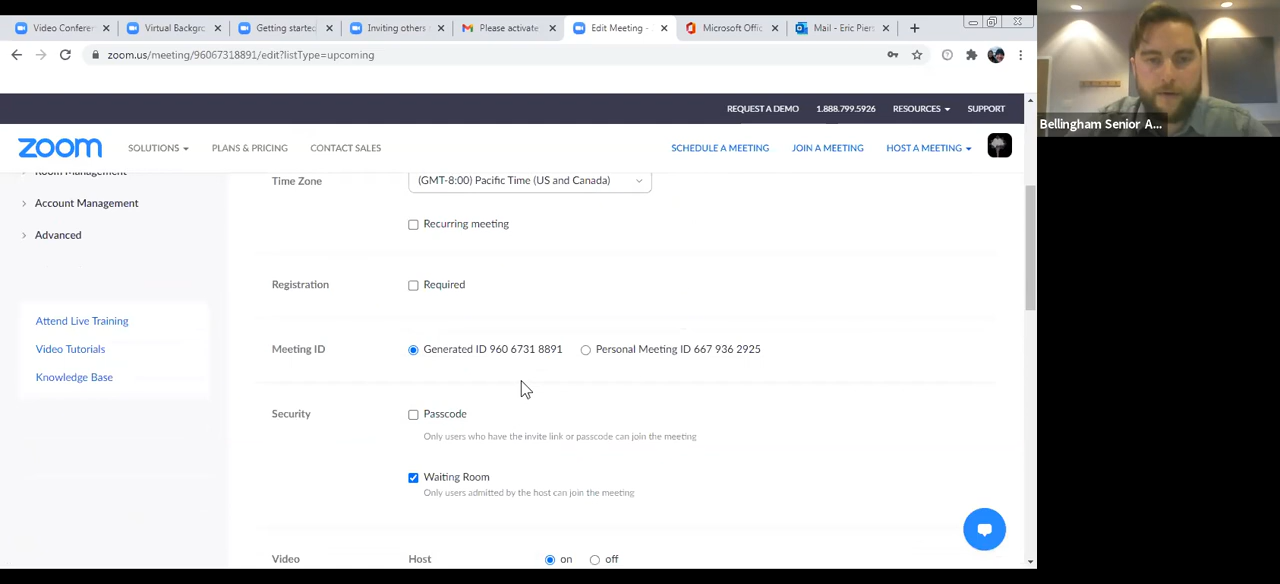 Video Conferen
Virtual Backgro
Getting started
Inviting others
Please activate
Edit Meeting -
Microsoft Offic
Mail - Eric Piers
zoom.us/meeting/96067318891/edit?listType=upcoming
REQUEST A DEMO 1.888.799.5926 RESOURCES SUPPORT
zoom SOLUTIONS PLANS & PRICING CONTACT SALES SCHEDULE A MEETING JOIN A MEETING HOST A MEETING
Bellingham Senior A...
Room Management
Account Management
Advanced
Attend Live Training
Video Tutorials
Knowledge Base
Time Zone (GMT-8:00) Pacific Time (US and Canada)
Recurring meeting
Registration Required
Meeting ID Generated ID 960 6731 8891 Personal Meeting ID 667 936 2925
Security Passcode
Only users who have the invite link or passcode can join the meeting
Waiting Room
Only users admitted by the host can join the meeting
Video Host on off